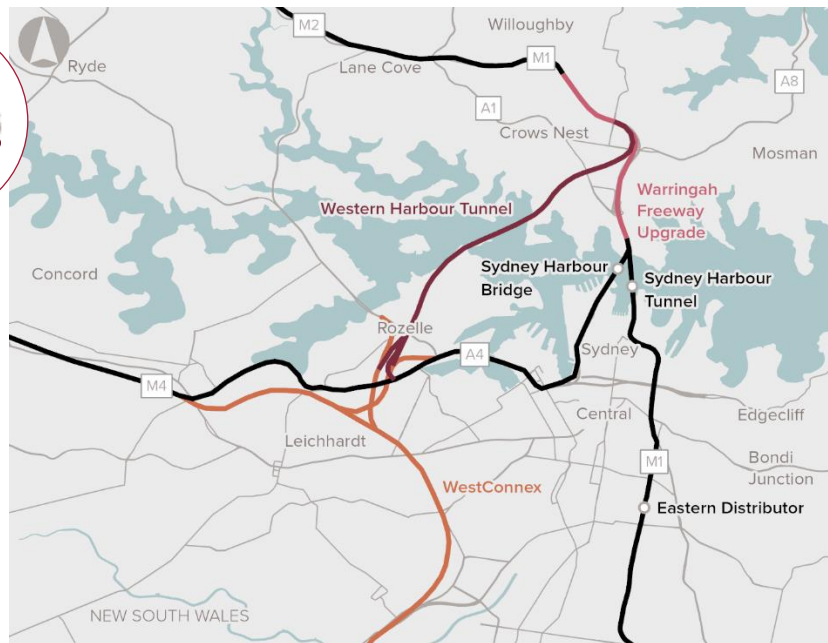 M2
Willoughby
M1
Ryde
Lane Cove
A8
A1
Crows Nest
Mosman
Western Harbour Tunnel
Warringah
Freeway
Upgrade
Concord
Sydney Harbour
Bridge
Sydney Harbour
Tunnel
Rozelle
A4
Sydney
M4
Central
Edgecliff
Leichhardt
Bondi
Junction
M1
WestConnex
Eastern Distributor
NEW SOUTH WALES